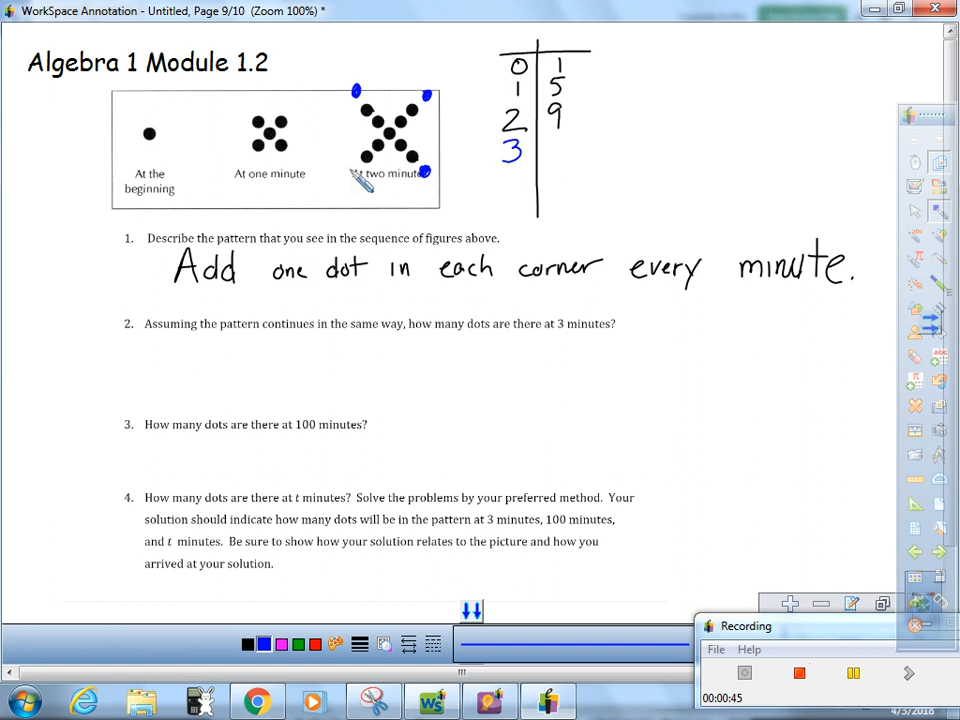 WorkSpace Annotation - Untitled, Page 9/10 (Zoom 100%) *
Algebra 1 Module 1.2
0 1
1 5
2 9
3
At the beginning
At one minute
At two minute
1. Describe the pattern that you see in the sequence of figures above.
Add one dot in each corner every minute.
2. Assuming the pattern continues in the same way, how many dots are there at 3 minutes?
3. How many dots are there at 100 minutes?
4. How many dots are there at t minutes? Solve the problems by your preferred method. Your
solution should indicate how many dots will be in the pattern at 3 minutes, 100 minutes,
and t minutes. Be sure to show how your solution relates to the picture and how you
arrived at your solution.
Recording
File Help
00:00:45
4/3/2018